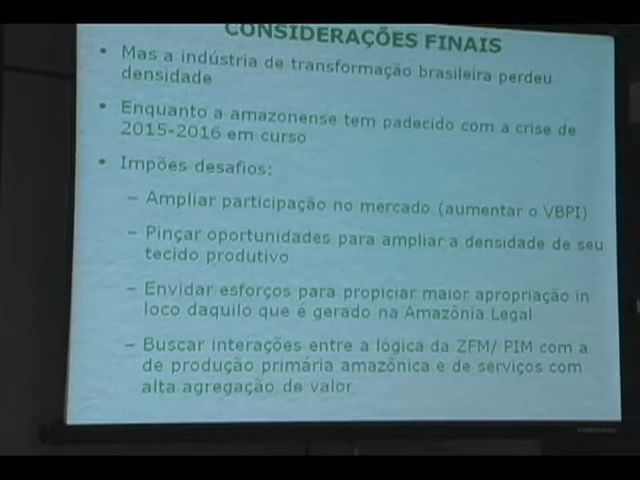 CONSIDERAÇÕES FINAIS
• Mas a indústria de transformação brasileira perdeu
densidade
• Enquanto a amazonense tem padecido com a crise de
2015-2016 em curso
• Impões desafios:
– Ampliar participação no mercado (aumentar o VBPI)
– Pinçar oportunidades para ampliar a densidade de seu
tecido produtivo
– Envidar esforços para propiciar maior apropriação in
loco daquilo que é gerado na Amazônia Legal
– Buscar interações entre a lógica da ZFM/ PIM com a
de produção primária amazônica e de serviços com
alta agregação de valor